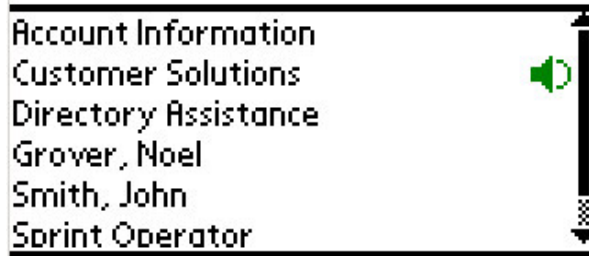 Account Information
Customer Solutions
Directory Assistance
Grover, Noel
Smith, John
Sprint Operator